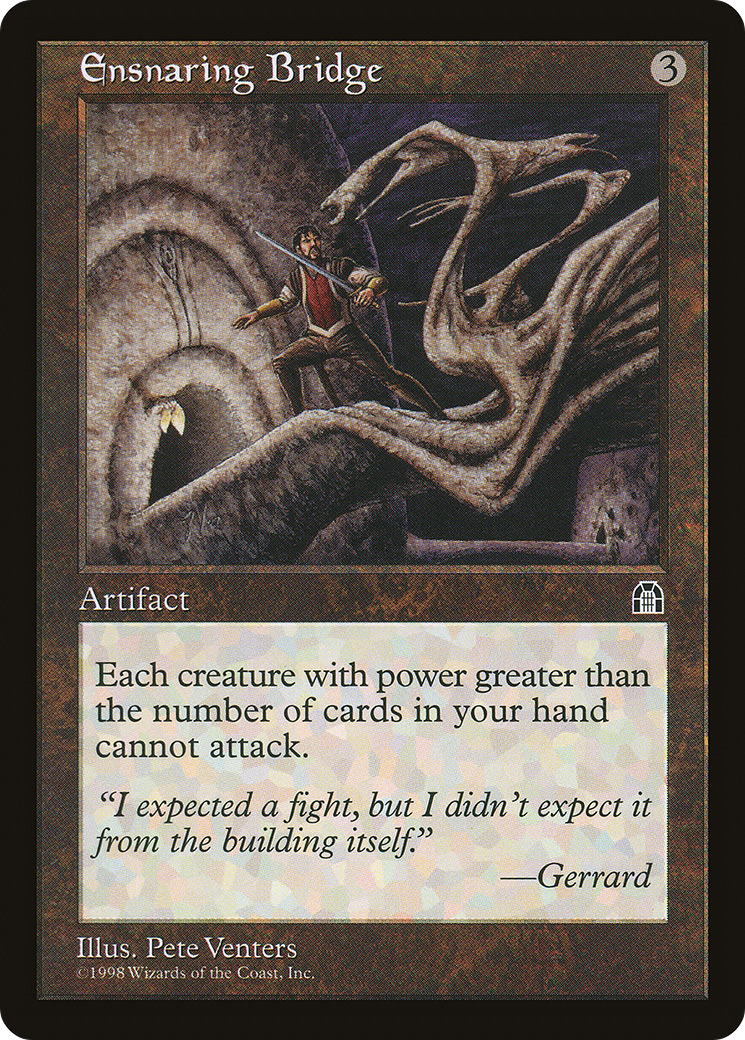 Ensnaring Bridge
3
Artifact
Each creature with power greater than
the number of cards in your hand
cannot attack.
“I expected a fight, but I didn’t expect it
from the building itself.”
—Gerrard
Illus. Pete Venters
©1998 Wizards of the Coast, Inc.